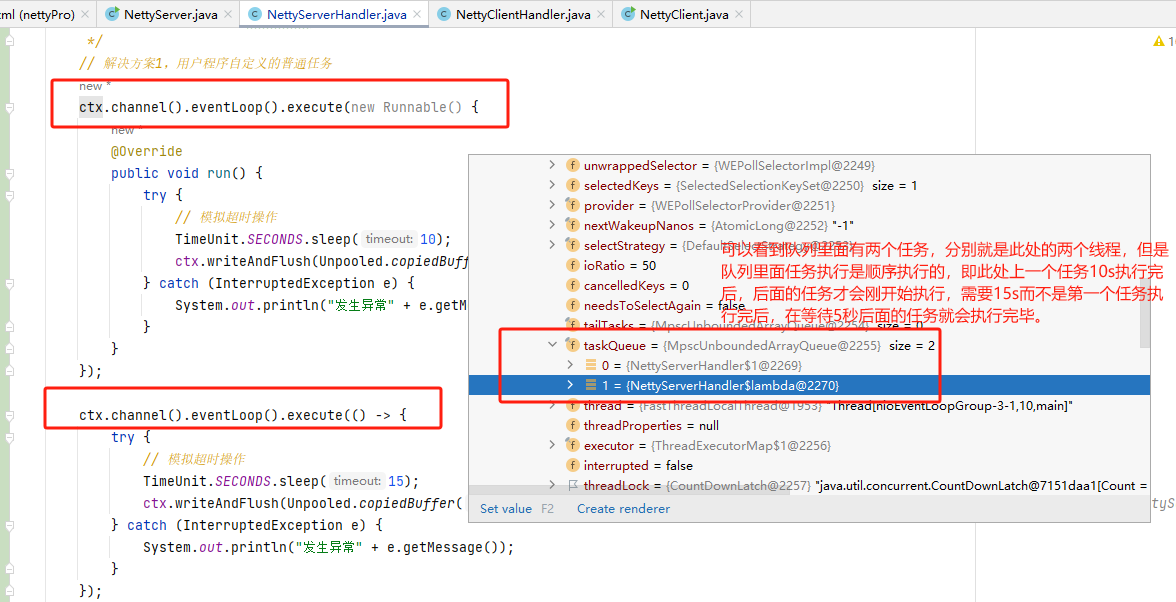 ml (nettyPro)
NettyServer.java
NettyServerHandler.java
NettyClientHandler.java
NettyClient.java
*/
// 解决方案1，用户程序自定义的普通任务
new *
ctx.channel().eventLoop().execute(new Runnable() {
new *
@Override
public void run() {
try {
// 模拟超时操作
TimeUnit.SECONDS.sleep( timeout: 10);
ctx.writeAndFlush(Unpooled.copiedBuff
} catch (InterruptedException e) {
System.out.println("发生异常" + e.getM
}
}
});
ctx.channel().eventLoop().execute(() -> {
try {
// 模拟超时操作
TimeUnit.SECONDS.sleep( timeout: 15);
ctx.writeAndFlush(Unpooled.copiedBuffer(
} catch (InterruptedException e) {
System.out.println("发生异常" + e.getMessage());
}
});
unwrappedSelector = {WEPollSelectorImpl@2249}
selectedKeys = {SelectedSelectionKeySet@2250} size = 1
provider = {WEPollSelectorProvider@2251}
nextWakeupNanos = {AtomicLong@2252} "-1"
selectStrategy =
ioRatio = 50
cancelledKeys = 0
needsToSelectAgain = false
tailTasks = {MpscUnboundedArrayQueue@2254} size = 0
taskQueue = {MpscUnboundedArrayQueue@2255} size = 2
0 = {NettyServerHandler$1@2269}
1 = {NettyServerHandler$lambda@2270}
thread = {FastThreadLocalThread@1953} "Thread[nioEventLoopGroup-3-1,10,main]"
threadProperties = null
executor = {ThreadExecutorMap$1@2256}
interrupted = false
threadLock = {CountDownLatch@2257} "java.util.concurrent.CountDownLatch@7151daa1[Count =
Set value F2 Create renderer
可以看到队列里面有两个任务，分别就是此处的两个线程，但是
队列里面任务执行是顺序执行的，即此处上一个任务10s执行完
后，后面的任务才会刚开始执行，需要15s而不是第一个任务执
行完后，在等待5秒后面的任务就会执行完毕。
tyS